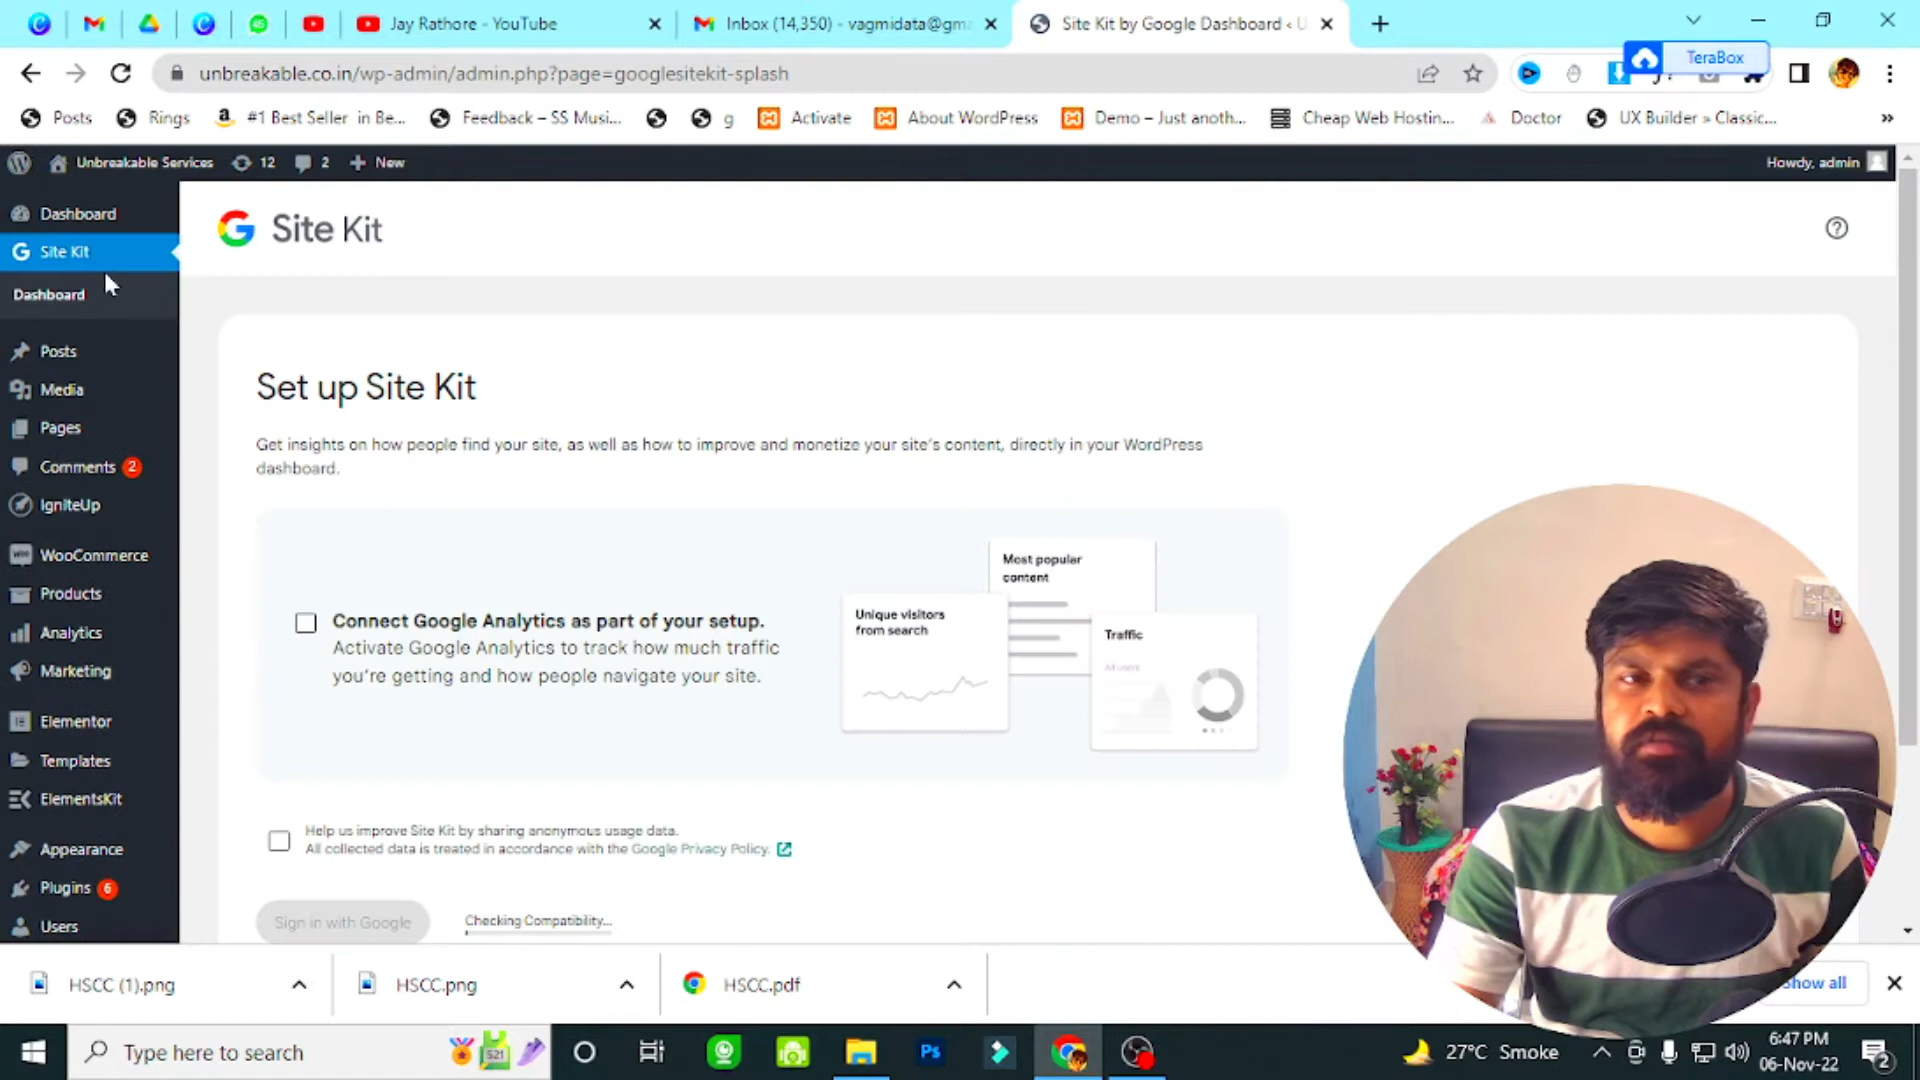 Jay Rathore - YouTube
Inbox (14,350) - vagmidata@gm
Site Kit by Google Dashboard ‹ U
unbreakable.co.in/wp-admin/admin.php?page=googlesitekit-splash
TeraBox
Posts
Rings
#1 Best Seller in Be...
Feedback – SS Musi...
g
Activate
About WordPress
Demo – Just anoth...
Cheap Web Hostin...
Doctor
UX Builder » Classic...
Unbreakable Services
12
2
New
Howdy, admin
Dashboard
Site Kit
Dashboard
Posts
Media
Pages
Comments 2
IgniteUp
WooCommerce
Products
Analytics
Marketing
Elementor
Templates
ElementsKit
Appearance
Plugins 6
Users
Site Kit
Set up Site Kit
Get insights on how people find your site, as well as how to improve and monetize your site's content, directly in your WordPress
dashboard.
Connect Google Analytics as part of your setup.
Activate Google Analytics to track how much traffic
you're getting and how people navigate your site.
Most popular
content
Unique visitors
from search
Traffic
All users
Help us improve Site Kit by sharing anonymous usage data.
All collected data is treated in accordance with the Google Privacy Policy.
Sign in with Google
Checking Compatibility...
HSCC (1).png
HSCC.png
HSCC.pdf
Show all
Type here to search
27°C Smoke
6:47 PM
06-Nov-22
2